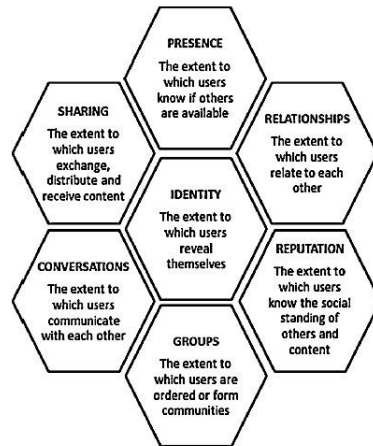 PRESENCE
The extent to
which users
know if others
are available
SHARING
The extent to
which users
exchange,
distribute and
receive content
RELATIONSHIPS
The extent to
which users
relate to each
other
IDENTITY
The extent to
which users
reveal
themselves
CONVERSATIONS
The extent to
which users
communicate
with each other
REPUTATION
The extent to
which users
know the social
standing of
others and
content
GROUPS
The extent to
which users are
ordered or form
communities